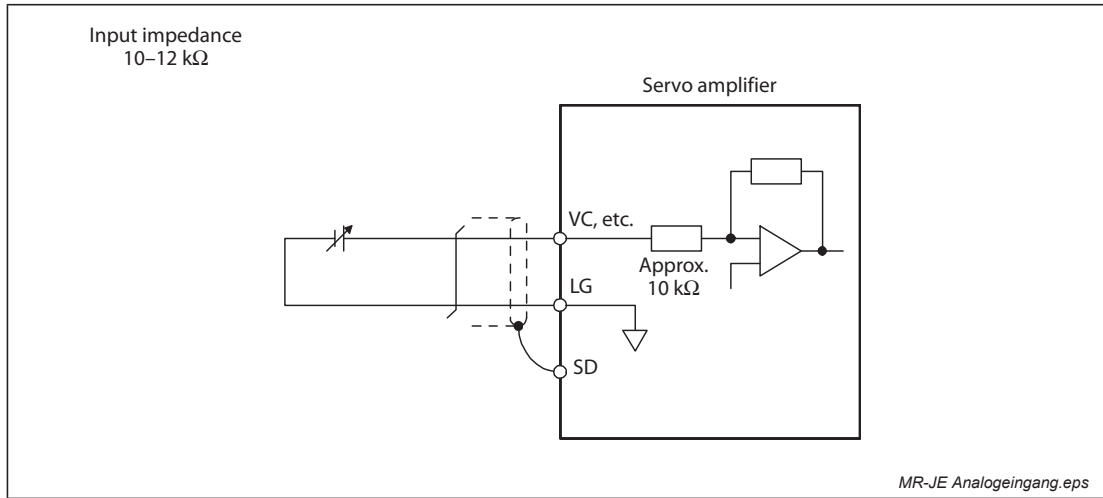 Input impedance
10–12 kΩ
Servo amplifier
VC, etc.
Approx.
10 kΩ
LG
SD
MR-JE Analogeingang.eps